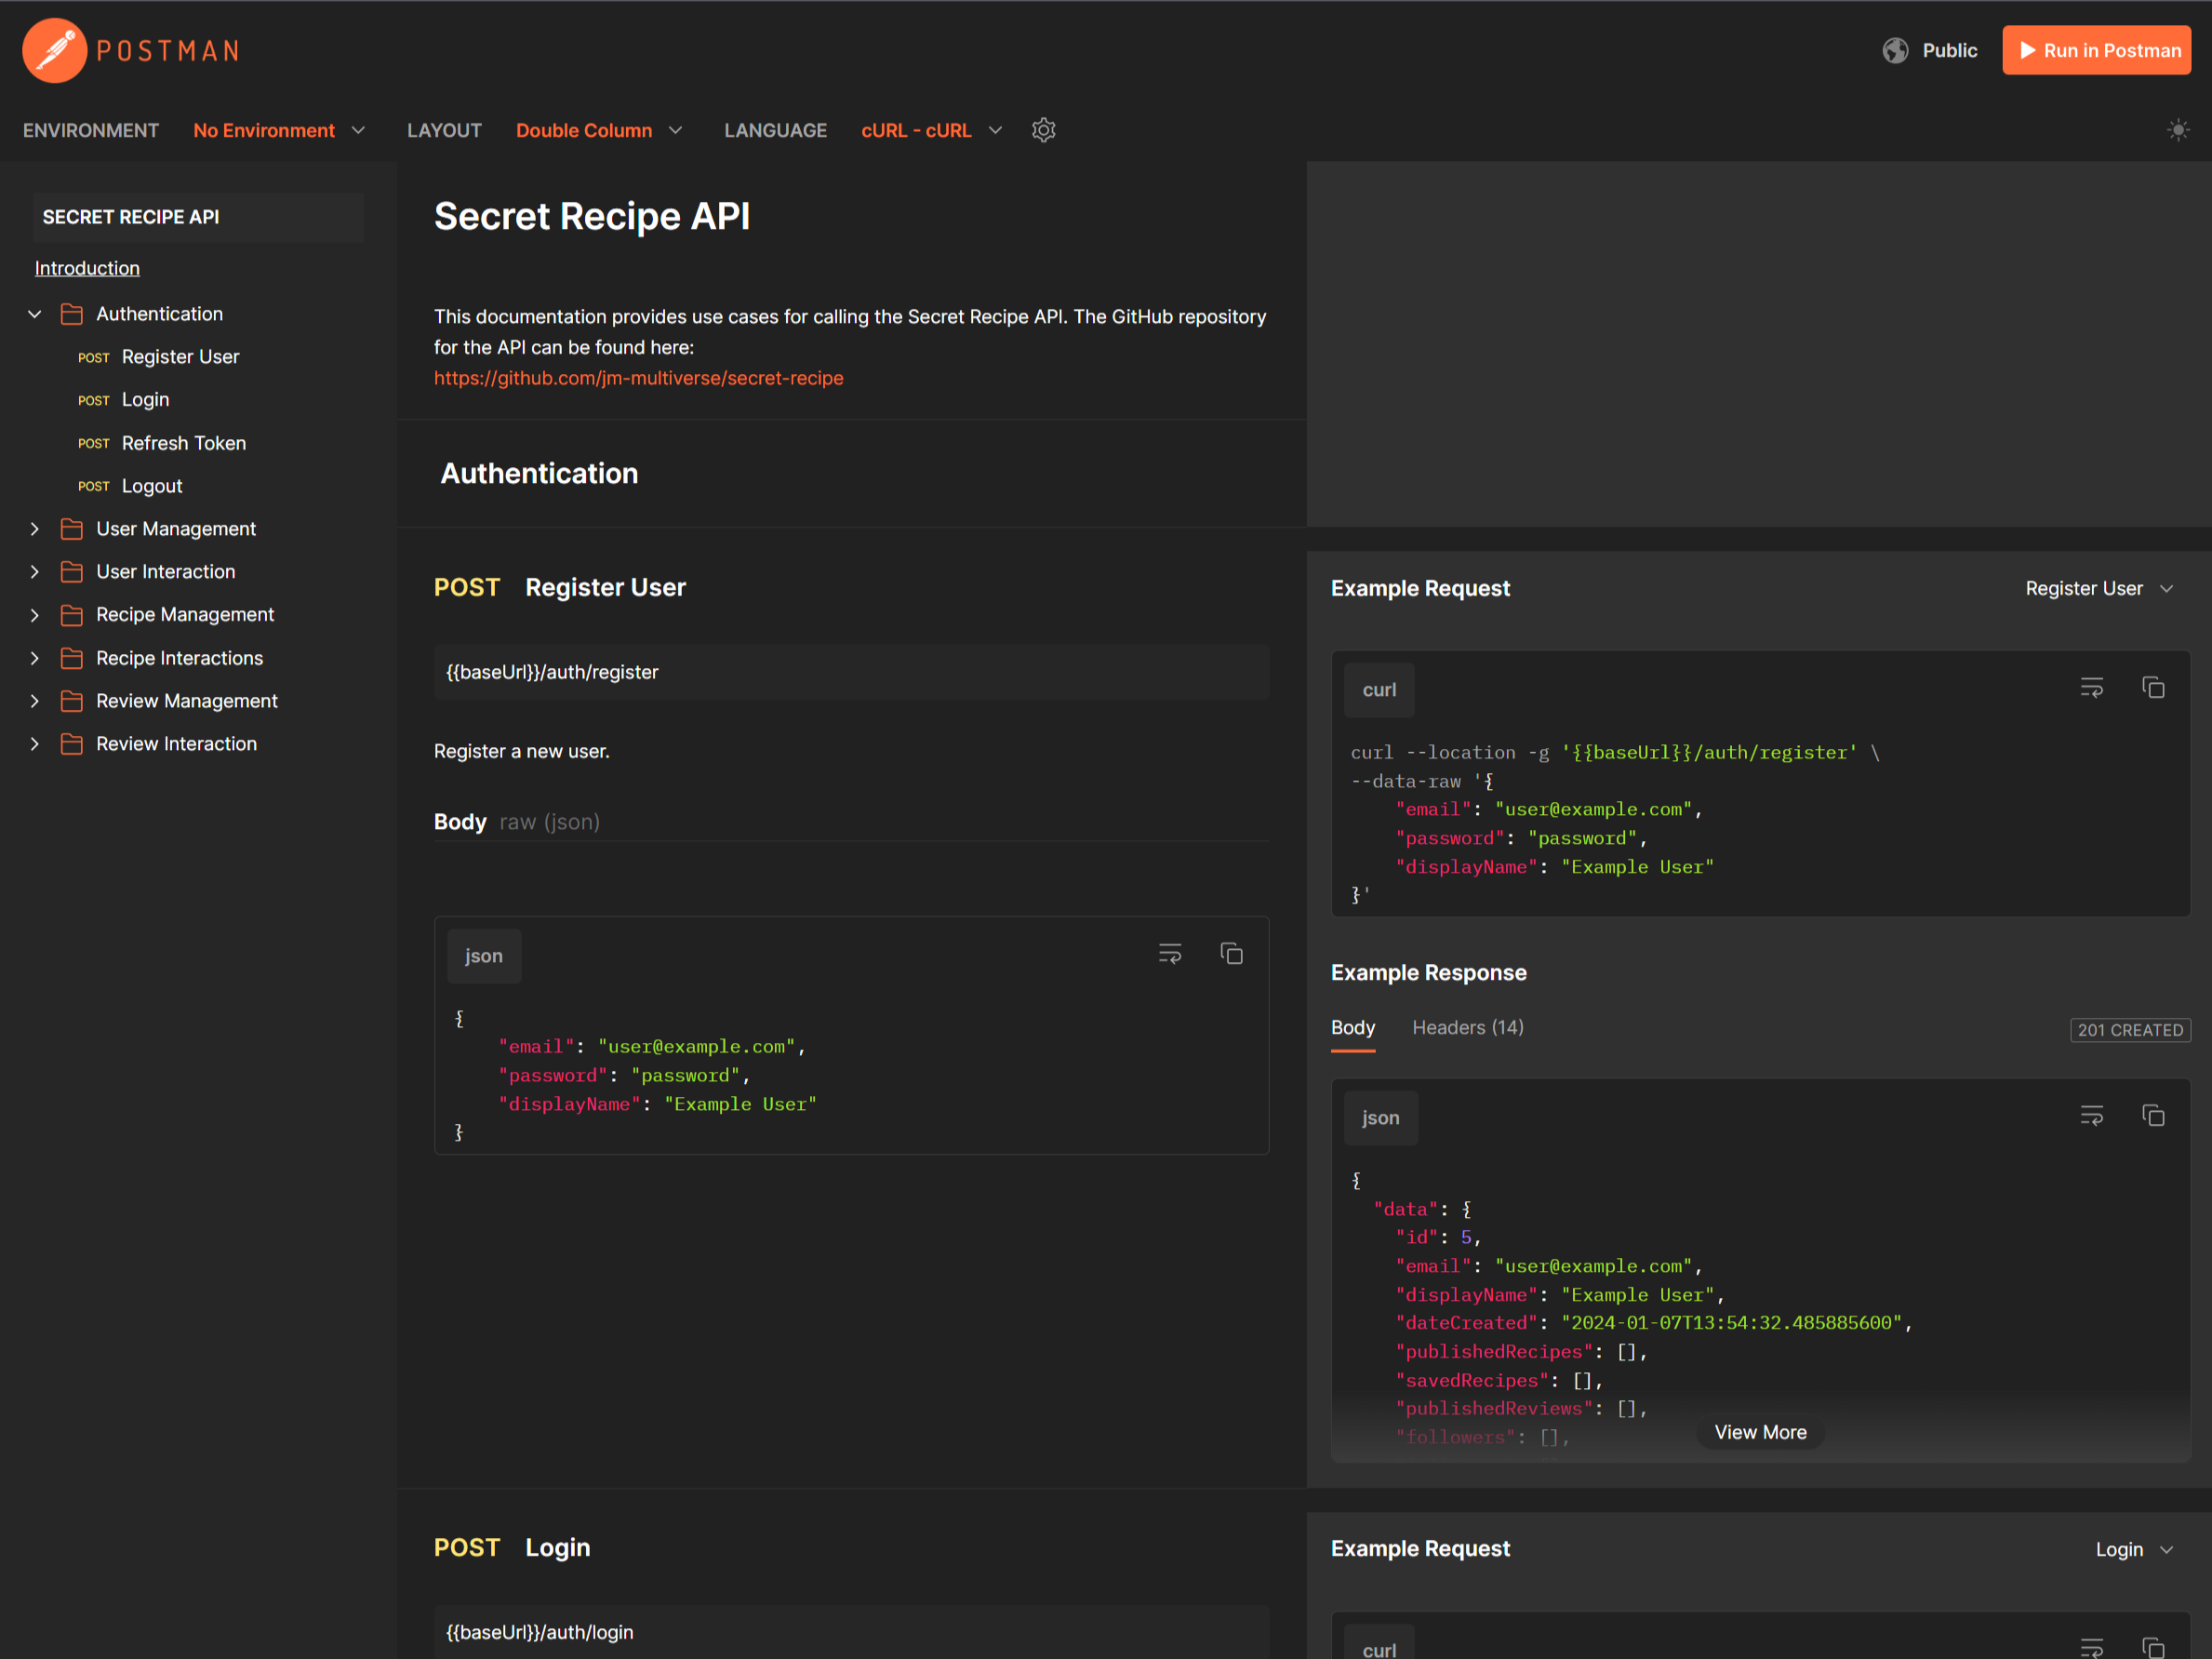 POSTMAN
Public
Run in Postman
ENVIRONMENT No Environment LAYOUT Double Column LANGUAGE cURL - cURL
SECRET RECIPE API
Introduction
Authentication
POST Register User
POST Login
POST Refresh Token
POST Logout
User Management
User Interaction
Recipe Management
Recipe Interactions
Review Management
Review Interaction
Secret Recipe API
This documentation provides use cases for calling the Secret Recipe API. The GitHub repository
for the API can be found here:
https://github.com/jm-multiverse/secret-recipe
Authentication
POST Register User
{{baseUrl}}/auth/register
Register a new user.
Body raw (json)
json
{
"email": "user@example.com",
"password": "password",
"displayName": "Example User"
}
Example Request
Register User
curl
curl --location -g '{{baseUrl}}/auth/register' \
--data-raw '{
"email": "user@example.com",
"password": "password",
"displayName": "Example User"
}'
Example Response
Body Headers (14)
201 CREATED
json
{
"data": {
"id": 5,
"email": "user@example.com",
"displayName": "Example User",
"dateCreated": "2024-01-07T13:54:32.485885600",
"publishedRecipes": [],
"savedRecipes": [],
"publishedReviews": [],
"followers": [],
View More
POST Login
{{baseUrl}}/auth/login
Example Request
Login
curl